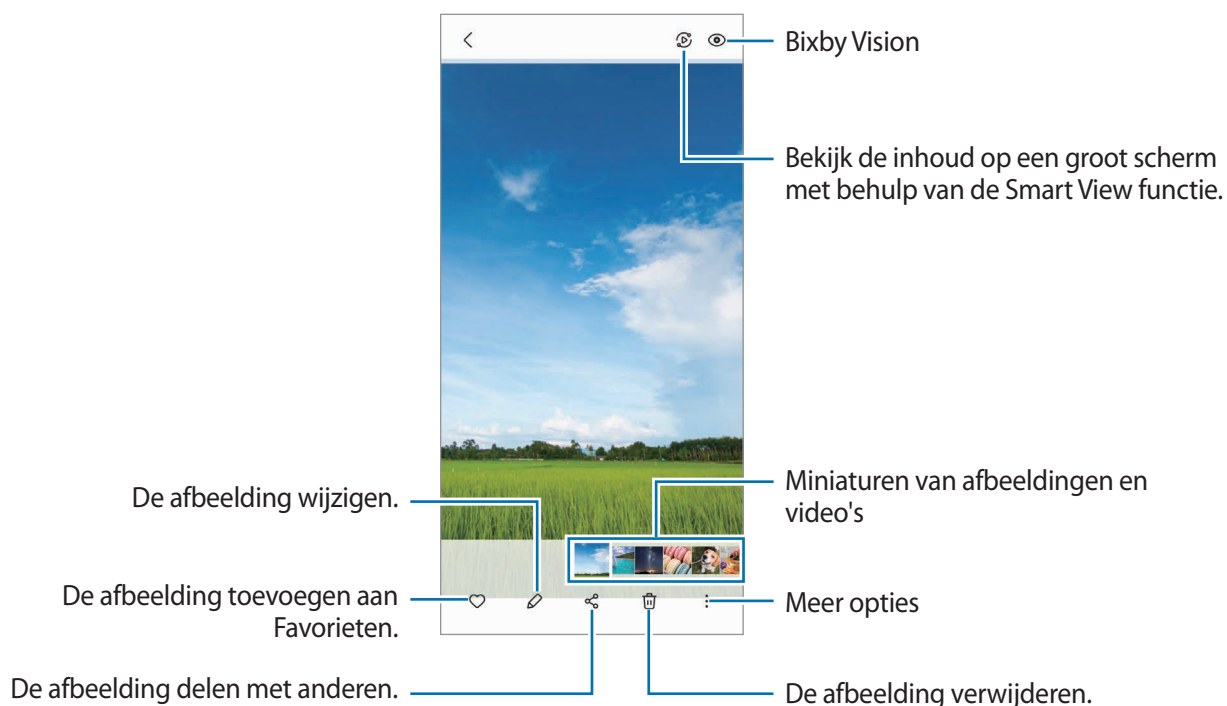 Bixby Vision
Bekijk de inhoud op een groot scherm
met behulp van de Smart View functie.
De afbeelding wijzigen.
Miniaturen van afbeeldingen en
video's
De afbeelding toevoegen aan
Favorieten.
Meer opties
De afbeelding delen met anderen.
De afbeelding verwijderen.